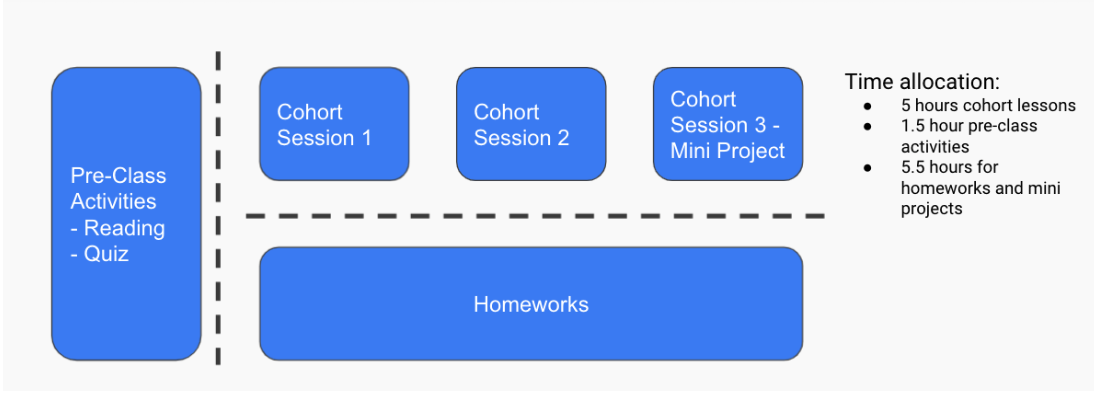 Pre-Class
Activities
- Reading
- Quiz
Cohort
Session 1
Cohort
Session 2
Cohort
Session 3 -
Mini Project
Homeworks
Time allocation:
● 5 hours cohort lessons
● 1.5 hour pre-class
activities
● 5.5 hours for
homeworks and mini
projects